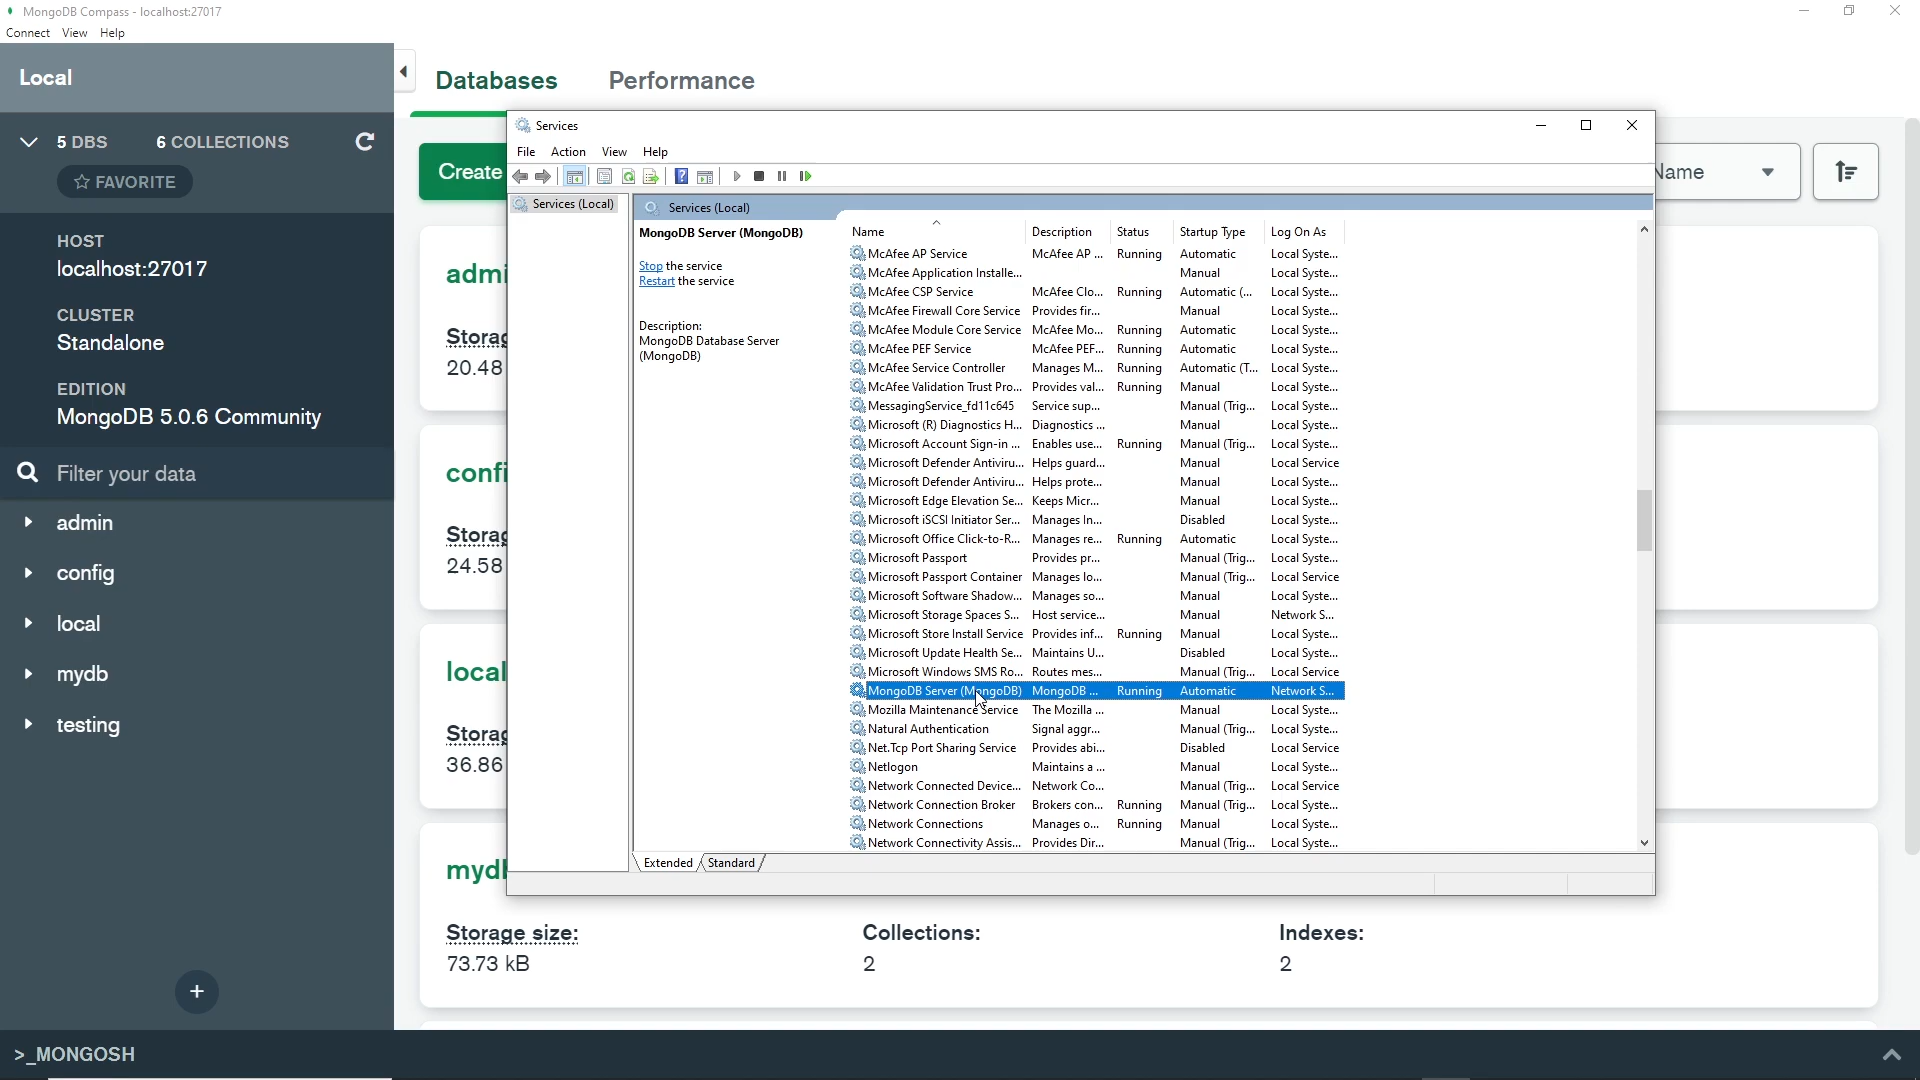 MongoDB Compass - localhost:27017
Connect View Help
Local
5 DBS 6 COLLECTIONS
FAVORITE
HOST
localhost:27017
CLUSTER
Standalone
EDITION
MongoDB 5.0.6 Community
Filter your data
admin
config
local
mydb
testing
>_MONGOSH
Databases Performance
Create
Name
admi
Storag
20.48
confi
Storag
24.58
local
Storag
36.86
mydb
Storage size: Collections: Indexes:
73.73 kB 2 2
Services
File Action View Help
Services (Local)
Services (Local)
MongoDB Server (MongoDB)
Stop the service
Restart the service
Description:
MongoDB Database Server
(MongoDB)
Name Description Status Startup Type Log On As
McAfee AP Service McAfee AP ... Running Automatic Local Syste...
McAfee Application Installe... Manual Local Syste...
McAfee CSP Service McAfee Clo... Running Automatic (... Local Syste...
McAfee Firewall Core Service Provides fir... Manual Local Syste...
McAfee Module Core Service McAfee Mo... Running Automatic Local Syste...
McAfee PEF Service McAfee PEF... Running Automatic Local Syste...
McAfee Service Controller Manages M... Running Automatic (T... Local Syste...
McAfee Validation Trust Pro... Provides val... Running Manual Local Syste...
MessagingService_fd11c645 Service sup... Manual (Trig... Local Syste...
Microsoft (R) Diagnostics H... Diagnostics ... Manual Local Syste...
Microsoft Account Sign-in ... Enables use... Running Manual (Trig... Local Syste...
Microsoft Defender Antiviru... Helps guard... Manual Local Service
Microsoft Defender Antiviru... Helps prote... Manual Local Syste...
Microsoft Edge Elevation Se... Keeps Micr... Manual Local Syste...
Microsoft iSCSI Initiator Ser... Manages In... Disabled Local Syste...
Microsoft Office Click-to-R... Manages re... Running Automatic Local Syste...
Microsoft Passport Provides pr... Manual (Trig... Local Syste...
Microsoft Passport Container Manages lo... Manual (Trig... Local Service
Microsoft Software Shadow... Manages so... Manual Local Syste...
Microsoft Storage Spaces S... Host service... Manual Network S...
Microsoft Store Install Service Provides inf... Running Manual Local Syste...
Microsoft Update Health Se... Maintains U... Disabled Local Syste...
Microsoft Windows SMS Ro... Routes mes... Manual (Trig... Local Service
MongoDB Server (MongoDB) MongoDB ... Running Automatic Network S...
Mozilla Maintenance Service The Mozilla ... Manual Local Syste...
Natural Authentication Signal aggr... Manual (Trig... Local Syste...
Net.Tcp Port Sharing Service Provides abi... Disabled Local Service
Netlogon Maintains a ... Manual Local Syste...
Network Connected Device... Network Co... Manual (Trig... Local Service
Network Connection Broker Brokers con... Running Manual (Trig... Local Syste...
Network Connections Manages o... Running Manual Local Syste...
Network Connectivity Assis... Provides Dir... Manual (Trig... Local Syste...
Extended Standard